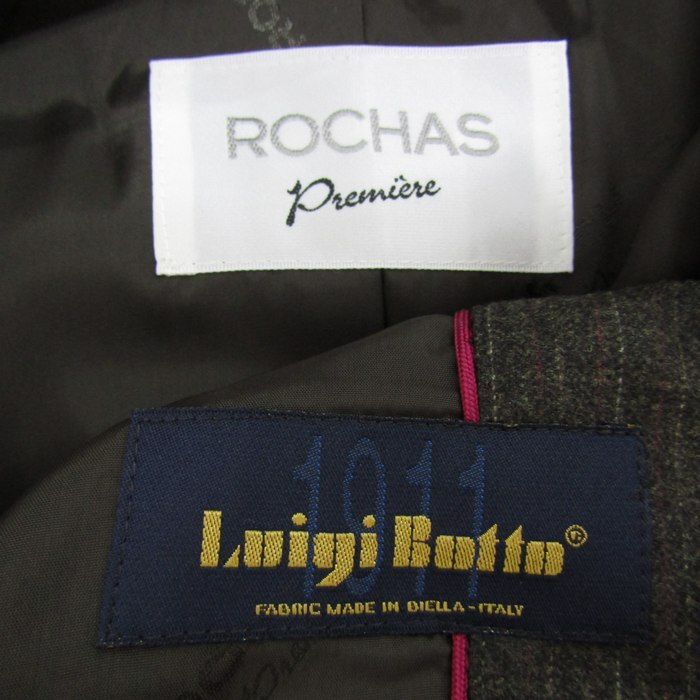 ROCHAS
Première
1911
Luigi Botto®
FABRIC MADE IN BIELLA-ITALY